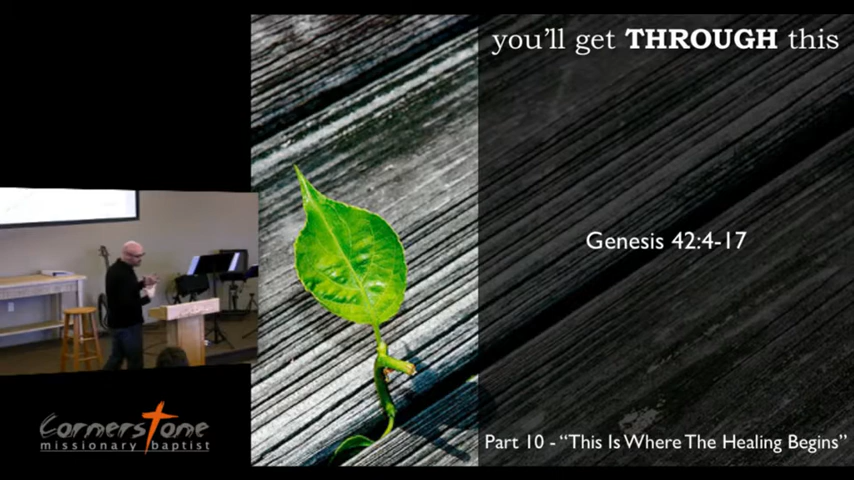 you'll get THROUGH this
Genesis 42:4-17
Cornerstone
missionary baptist
Part 10 - “This Is Where The Healing Begins”